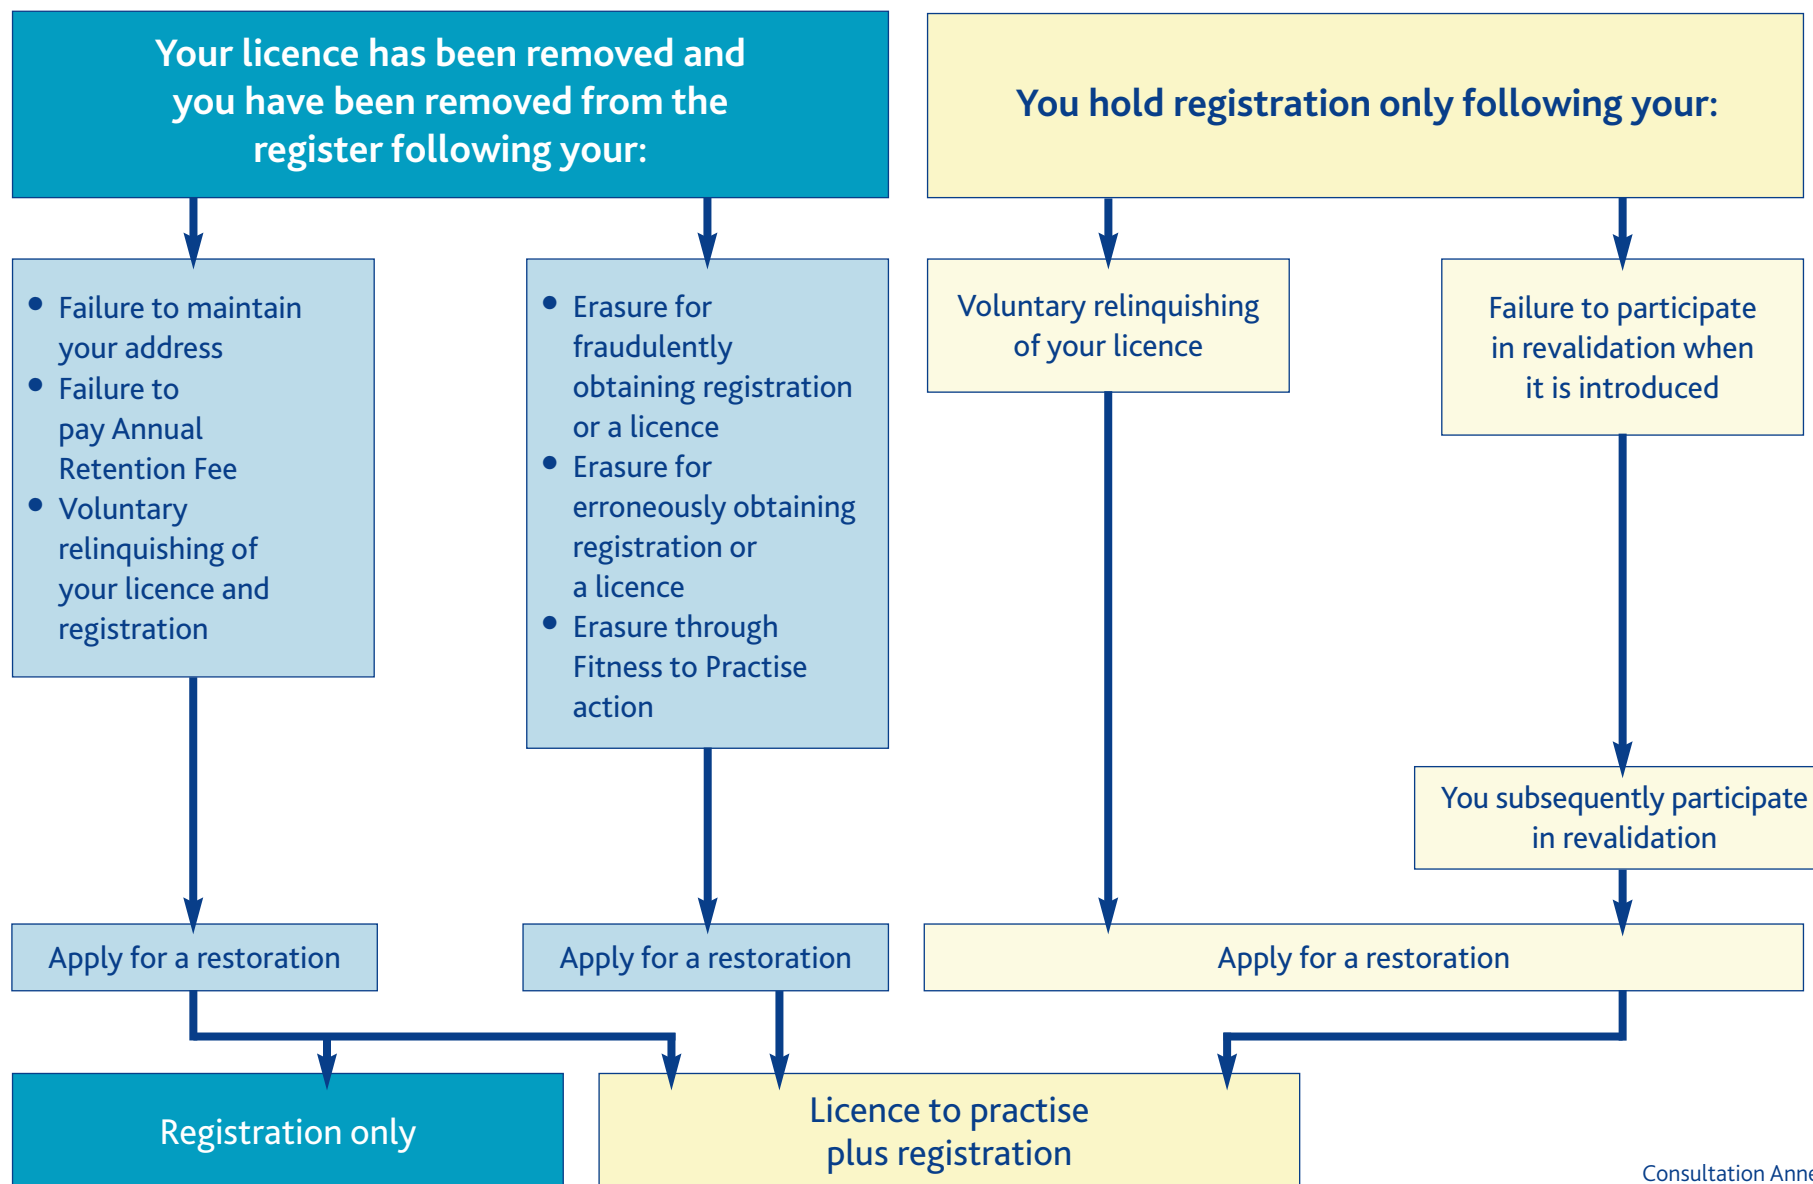 Your licence has been removed and
you have been removed from the
register following your:
You hold registration only following your:
• Failure to maintain
your address
• Failure to
pay Annual
Retention Fee
• Voluntary
relinquishing of
your licence and
registration
• Erasure for
fraudulently
obtaining registration
or a licence
• Erasure for
erroneously obtaining
registration or
a licence
• Erasure through
Fitness to Practise
action
Voluntary relinquishing
of your licence
Failure to participate
in revalidation when
it is introduced
You subsequently participate
in revalidation
Apply for a restoration
Apply for a restoration
Apply for a restoration
Registration only
Licence to practise
plus registration
Consultation Anne